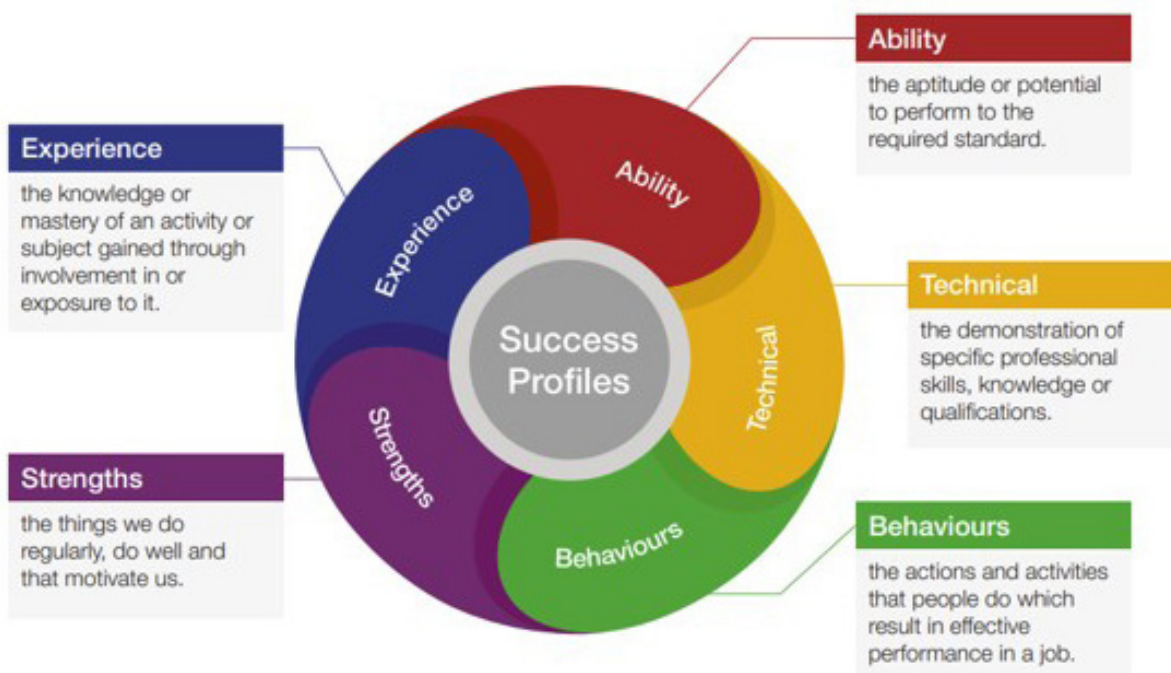 Ability
the aptitude or potential
to perform to the
required standard.
Experience
the knowledge or
mastery of an activity or
subject gained through
involvement in or
exposure to it.
Ability
Experience
Technical
the demonstration of
specific professional
skills, knowledge or
qualifications.
Success
Profiles
Technical
Strengths
Strengths
the things we do
regularly, do well and
that motivate us.
Behaviours
Behaviours
the actions and activities
that people do which
result in effective
performance in a job.